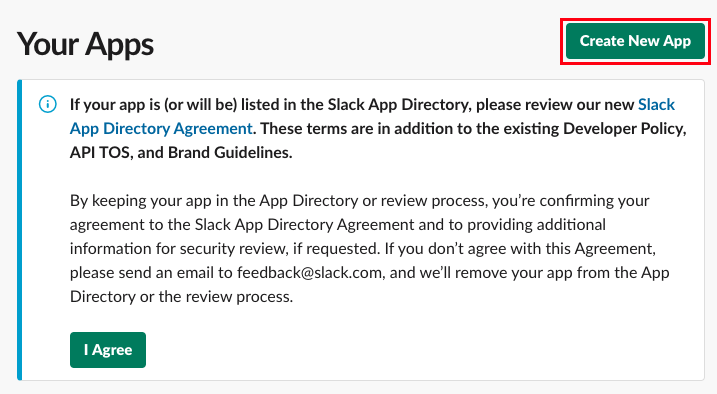 Your Apps
Create New App
If your app is (or will be) listed in the Slack App Directory, please review our new Slack
App Directory Agreement. These terms are in addition to the existing Developer Policy,
API TOS, and Brand Guidelines.
By keeping your app in the App Directory or review process, you’re confirming your
agreement to the Slack App Directory Agreement and to providing additional
information for security review, if requested. If you don’t agree with this Agreement,
please send an email to feedback@slack.com, and we’ll remove your app from the App
Directory or the review process.
I Agree